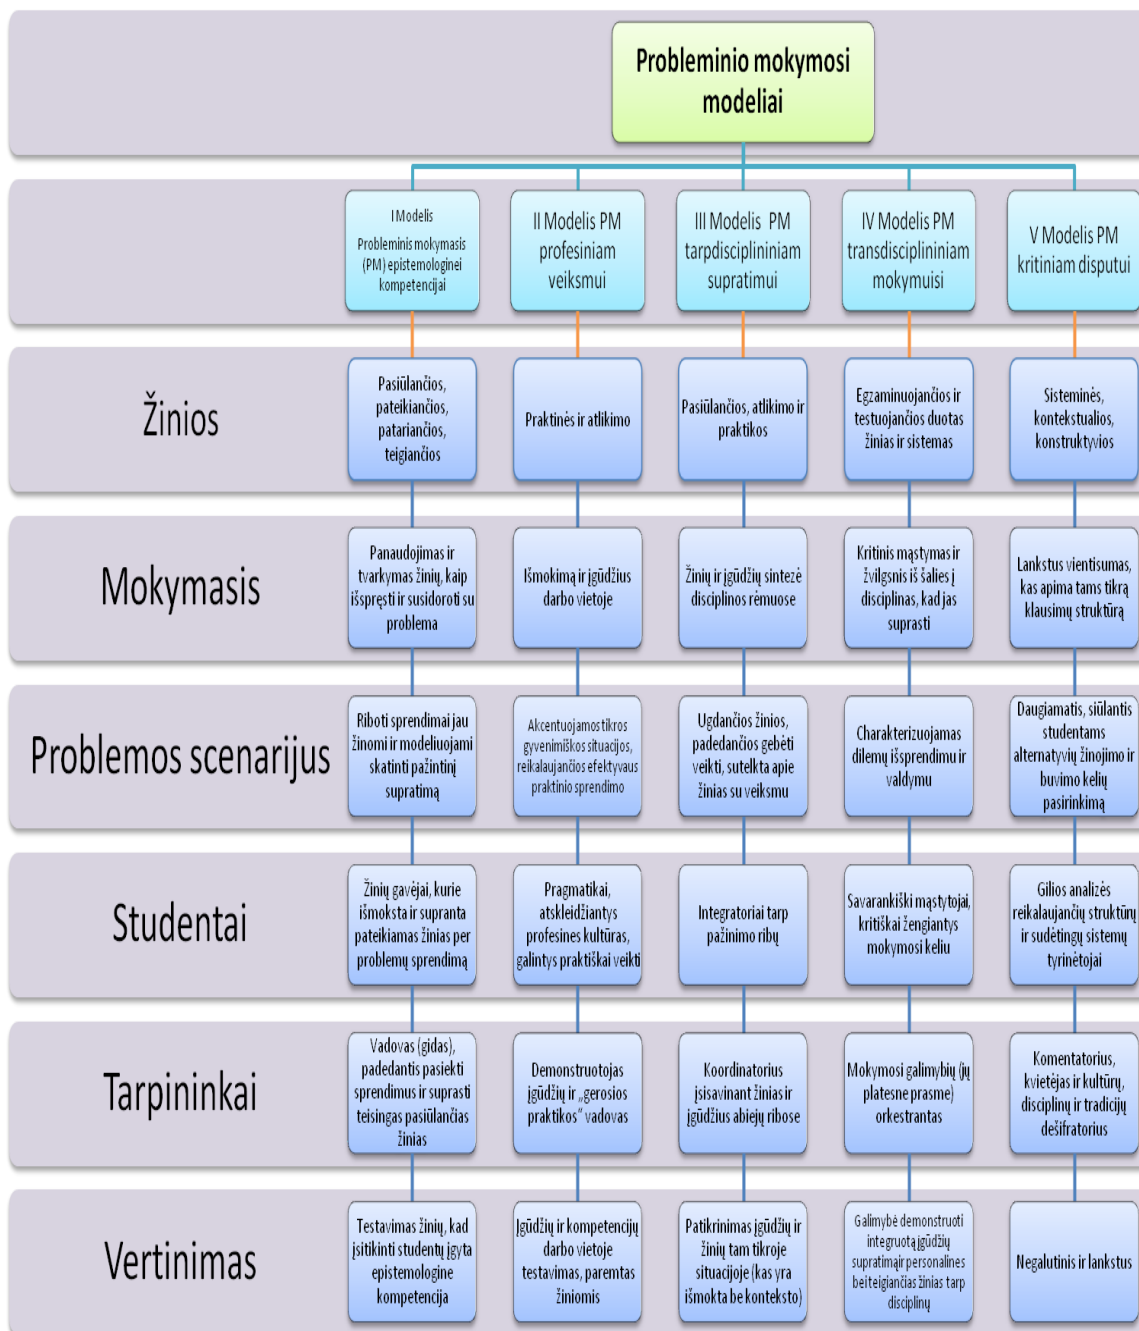 Probleminio mokymosi
modeliai
I Modelis
Probleminis mokymasis
(PM) epistemologinei
kompetencijai
II Modelis PM
profesiniam
veiksmui
III Modelis PM
tarpdisciplininiam
supratimui
IV Modelis PM
transdisciplininiam
mokymuisi
V Modelis PM
kritiniam disputui
Žinios
Pasiūlančios,
pateikiančios,
patariančios,
teigiančios
Praktinės ir atlikimo
Pasiūlančios, atlikimo ir
praktikos
Egzaminuojančios ir
testuojančios duotas
žinias ir sistemas
Sisteminės,
kontekstualios,
konstruktyvios
Mokymasis
Panaudojimas ir
tvarkymas žinių, kaip
išspręsti ir susidoroti su
problema
Išmokimą ir įgūdžius
darbo vietoje
Žinių ir įgūdžių sintezė
disciplinos rėmuose
Kritinis mąstymas ir
žvilgsnis iš šalies į
disciplinas, kad jas
suprasti
Lankstus vientisumas,
kas apima tams tikrą
klausimų struktūrą
Problemos scenarijus
Riboti sprendimai jau
žinomi ir modeliuojami
skatinti pažintinį
supratimą
Akcentuojamos tikros
gyvenimiškos situacijos,
reikalaujančios efektyvaus
praktinio sprendimo
Ugdančios žinios,
padedančios gebėti
veikti, sutelkta apie
žinias su veiksmu
Charakterizuojamas
dilemų išsprendimu ir
valdymu
Daugiamatis, siūlantis
studentams
alternatyvių žinojimo ir
buvimo kelių
pasirinkimą
Studentai
Žinių gavėjai, kurie
išmoksta ir supranta
pateikiamas žinias per
problemų sprendimą
Pragmatikai,
atskleidžiantys
profesines kultūras,
galintys praktiškai veikti
Integratoriai tarp
pažinimo ribų
Savarankiški mąstytojai,
kritiškai žengiantys
mokymosi keliu
Gilios analizės
reikalaujančių struktūrų
ir sudėtingų sistemų
tyrinėtojai
Tarpininkai
Vadovas (gidas),
padedantis pasiekti
sprendimus ir suprasti
teisingas pasiūlančias
žinias
Demonstruotojas
įgūdžių ir „gerosios
praktikos“ vadovas
Koordinatorius
įsisavinant žinias ir
įgūdžius abiejų ribose
Mokymosi galimybių (jų
platesne prasme)
orkestrantas
Komentatorius,
kvietėjas ir kultūrų,
disciplinų ir tradicijų
dešifratorius
Vertinimas
Testavimas žinių, kad
įsitikinti studentų įgyta
epistemologine
kompetencija
Įgūdžių ir kompetencijų
darbo vietoje
testavimas, paremtas
žiniomis
Patikrinimas įgūdžių ir
žinių tam tikroje
situacijoje (kas yra
išmokta be konteksto)
Galimybė demonstruoti
integruotą įgūdžių
supratimąir personalines
bei teigiančias žinias tarp
disciplinų
Negalutinis ir lankstus